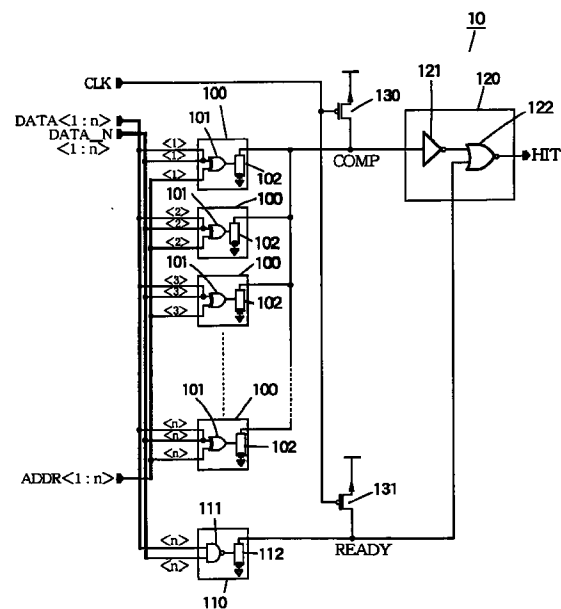 10
CLK
121
120
130
122
100
101
DATA<1 : n>
DATA_N
<1 : n>
<1>
<1>
<1>
102
COMP
HIT
100
101
<2>
<2>
<2>
102
100
101
<3>
<3>
<3>
102
100
101
<n>
<n>
<n>
102
ADDR<1 : n>
131
111
<n>
112
READY
<n>
110